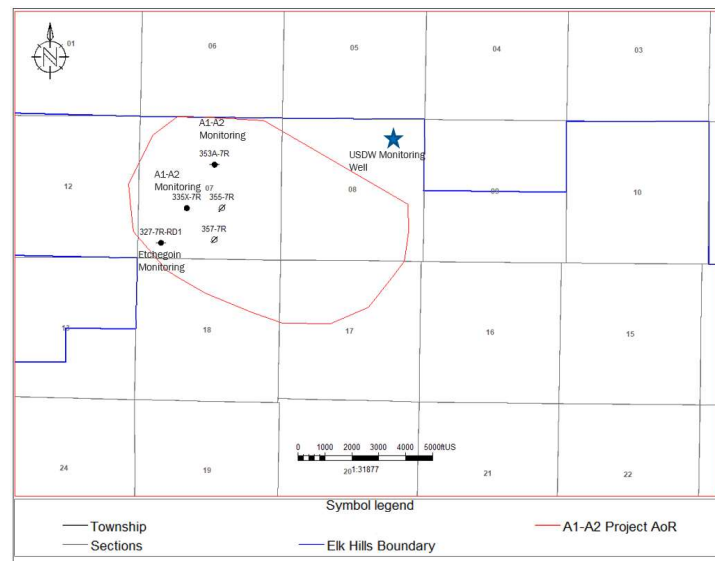 01
06
05
04
03
N
A1-A2
Monitoring
353A-7R
USDW Monitoring
Well
A1-A2
Monitoring
12
07
08
09
10
335X-7R
355-7R
327-7R-RD1
357-7R
Etchegoin
Monitoring
13
18
17
16
15
0 1000 2000 3000 4000 5000ftUS
1:31877
24
19
20
21
22
Symbol legend
Township
A1-A2 Project AoR
Sections
Elk Hills Boundary